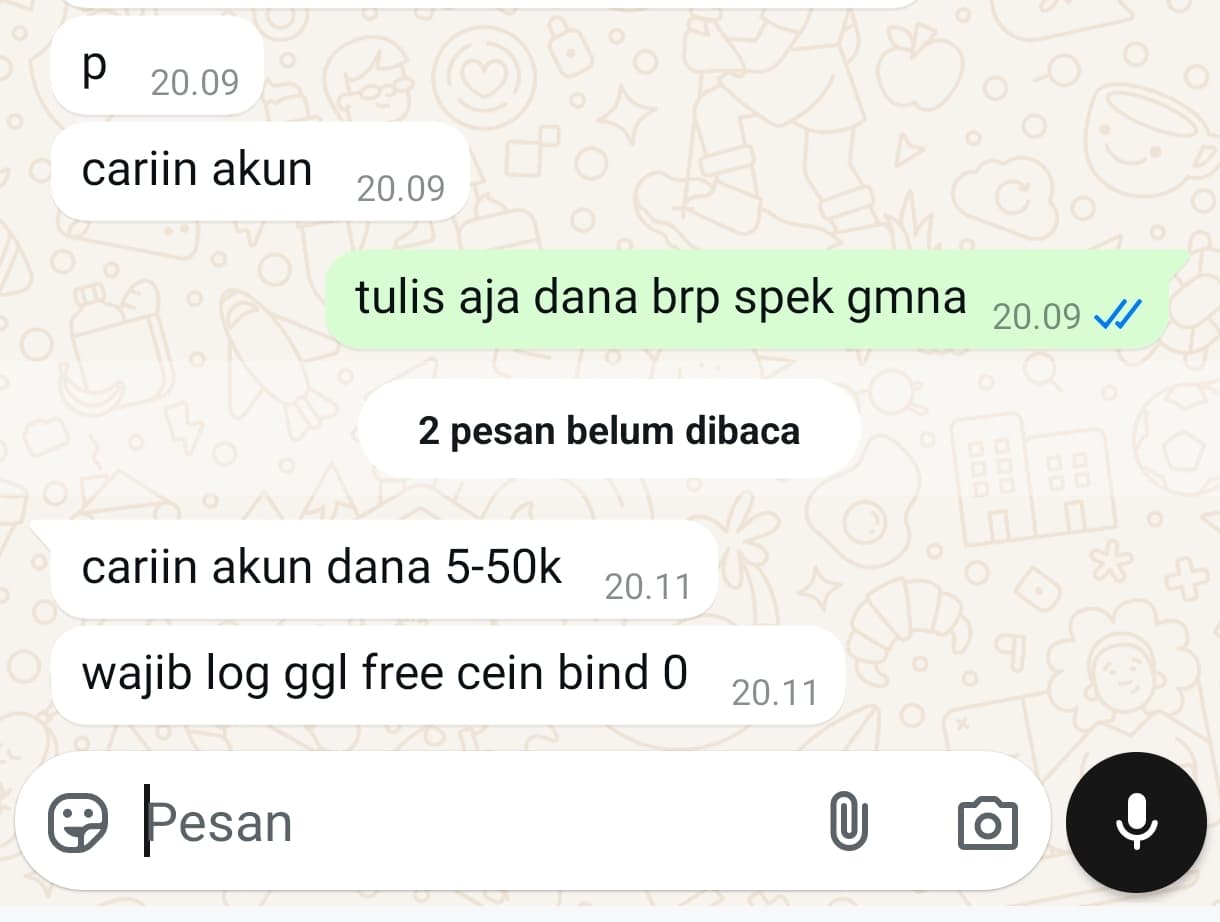 p 20.09
cariin akun 20.09
tulis aja dana brp spek gmna 20.09
2 pesan belum dibaca
cariin akun dana 5-50k 20.11
wajib log ggl free cein bind 0 20.11
Pesan